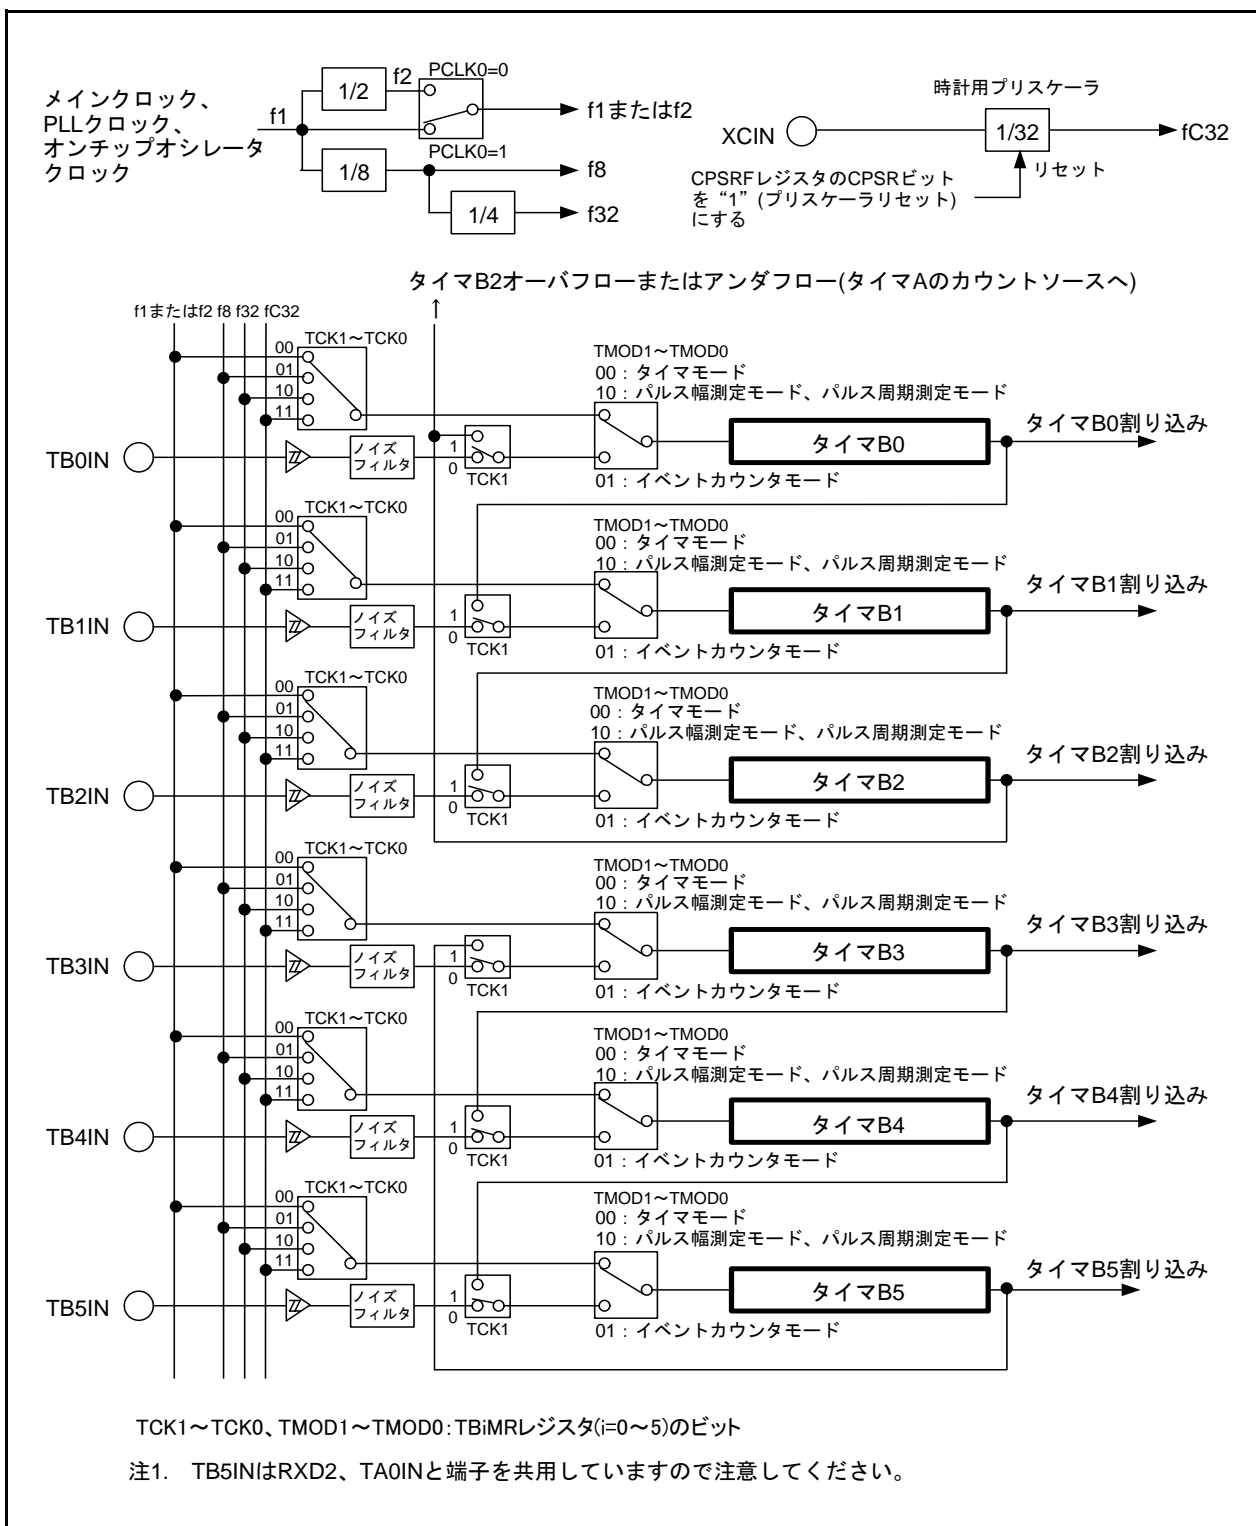 メインクロック、
PLLクロック、
オンチップオシレータ
クロック
f1
1/2
f2
PCLK0=0
f1またはf2
PCLK0=1
1/8
f8
1/4
f32
時計用プリスケーラ
XCIN
1/32
fC32
リセット
CPSRFレジスタのCPSRビット
を“1”(プリスケーラリセット)
にする
タイマB2オーバフローまたはアンダフロー(タイマAのカウントソースへ)
f1またはf2 f8 f32 fC32
TCK1～TCK0
00
01
10
11
TMOD1～TMOD0
00：タイマモード
10：パルス幅測定モード、パルス周期測定モード
TB0IN
ノイズ
フィルタ
1
0
TCK1
01：イベントカウンタモード
タイマB0
タイマB0割り込み
TCK1～TCK0
00
01
10
11
TMOD1～TMOD0
00：タイマモード
10：パルス幅測定モード、パルス周期測定モード
TB1IN
ノイズ
フィルタ
1
0
TCK1
01：イベントカウンタモード
タイマB1
タイマB1割り込み
TCK1～TCK0
00
01
10
11
TMOD1～TMOD0
00：タイマモード
10：パルス幅測定モード、パルス周期測定モード
TB2IN
ノイズ
フィルタ
1
0
TCK1
01：イベントカウンタモード
タイマB2
タイマB2割り込み
TCK1～TCK0
00
01
10
11
TMOD1～TMOD0
00：タイマモード
10：パルス幅測定モード、パルス周期測定モード
TB3IN
ノイズ
フィルタ
1
0
TCK1
01：イベントカウンタモード
タイマB3
タイマB3割り込み
TCK1～TCK0
00
01
10
11
TMOD1～TMOD0
00：タイマモード
10：パルス幅測定モード、パルス周期測定モード
TB4IN
ノイズ
フィルタ
1
0
TCK1
01：イベントカウンタモード
タイマB4
タイマB4割り込み
TCK1～TCK0
00
01
10
11
TMOD1～TMOD0
00：タイマモード
10：パルス幅測定モード、パルス周期測定モード
TB5IN
ノイズ
フィルタ
1
0
TCK1
01：イベントカウンタモード
タイマB5
タイマB5割り込み
TCK1～TCK0、TMOD1～TMOD0：TBiMRレジスタ(i=0～5)のビット
注1. TB5INはRXD2、TA0INと端子を共用していますので注意してください。